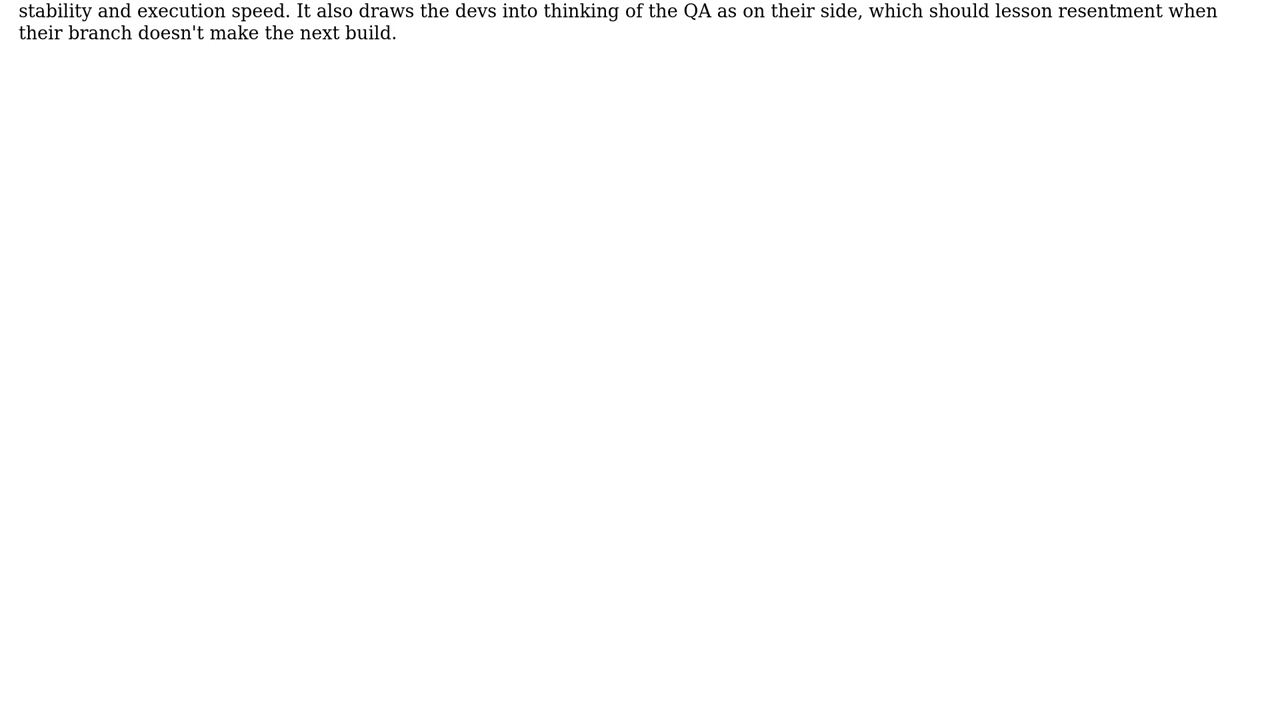 stability and execution speed. It also draws the devs into thinking of the QA as on their side, which should lesson resentment when
their branch doesn't make the next build.